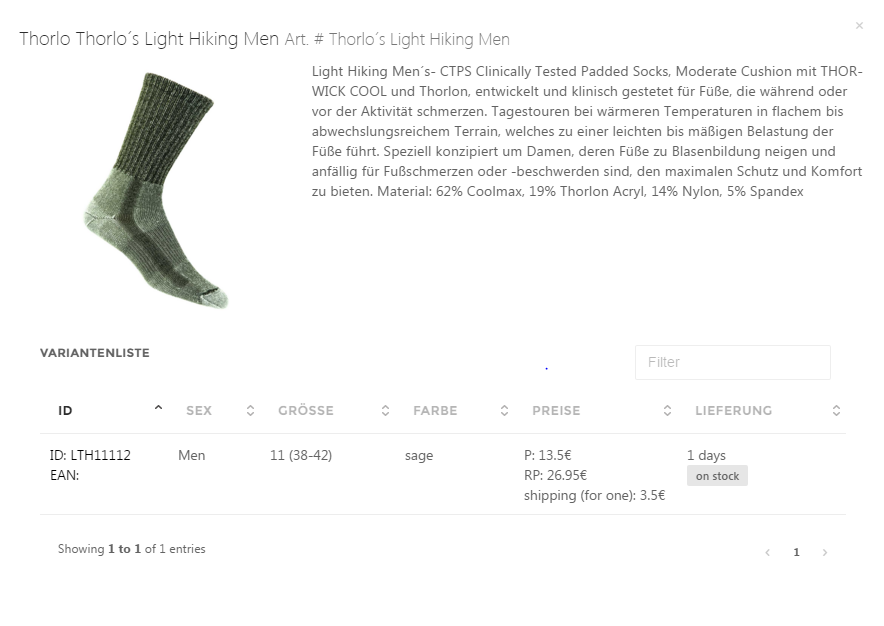 ×
Thorlo Thorlo´s Light Hiking Men Art. # Thorlo´s Light Hiking Men
Light Hiking Men´s- CTPS Clinically Tested Padded Socks, Moderate Cushion mit THOR-
WICK COOL und Thorlon, entwickelt und klinisch gestetet für Füße, die während oder
vor der Aktivität schmerzen. Tagestouren bei wärmeren Temperaturen in flachem bis
abwechslungsreichem Terrain, welches zu einer leichten bis mäßigen Belastung der
Füße führt. Speziell konzipiert um Damen, deren Füße zu Blasenbildung neigen und
anfällig für Fußschmerzen oder -beschwerden sind, den maximalen Schutz und Komfort
zu bieten. Material: 62% Coolmax, 19% Thorlon Acryl, 14% Nylon, 5% Spandex
VARIANTENLISTE
Filter
ID SEX GRÖSSE FARBE PREISE LIEFERUNG
ID: LTH11112 Men 11 (38-42) sage P: 13.5€ 1 days
EAN: RP: 26.95€ on stock
shipping (for one): 3.5€
Showing 1 to 1 of 1 entries ‹ 1 ›